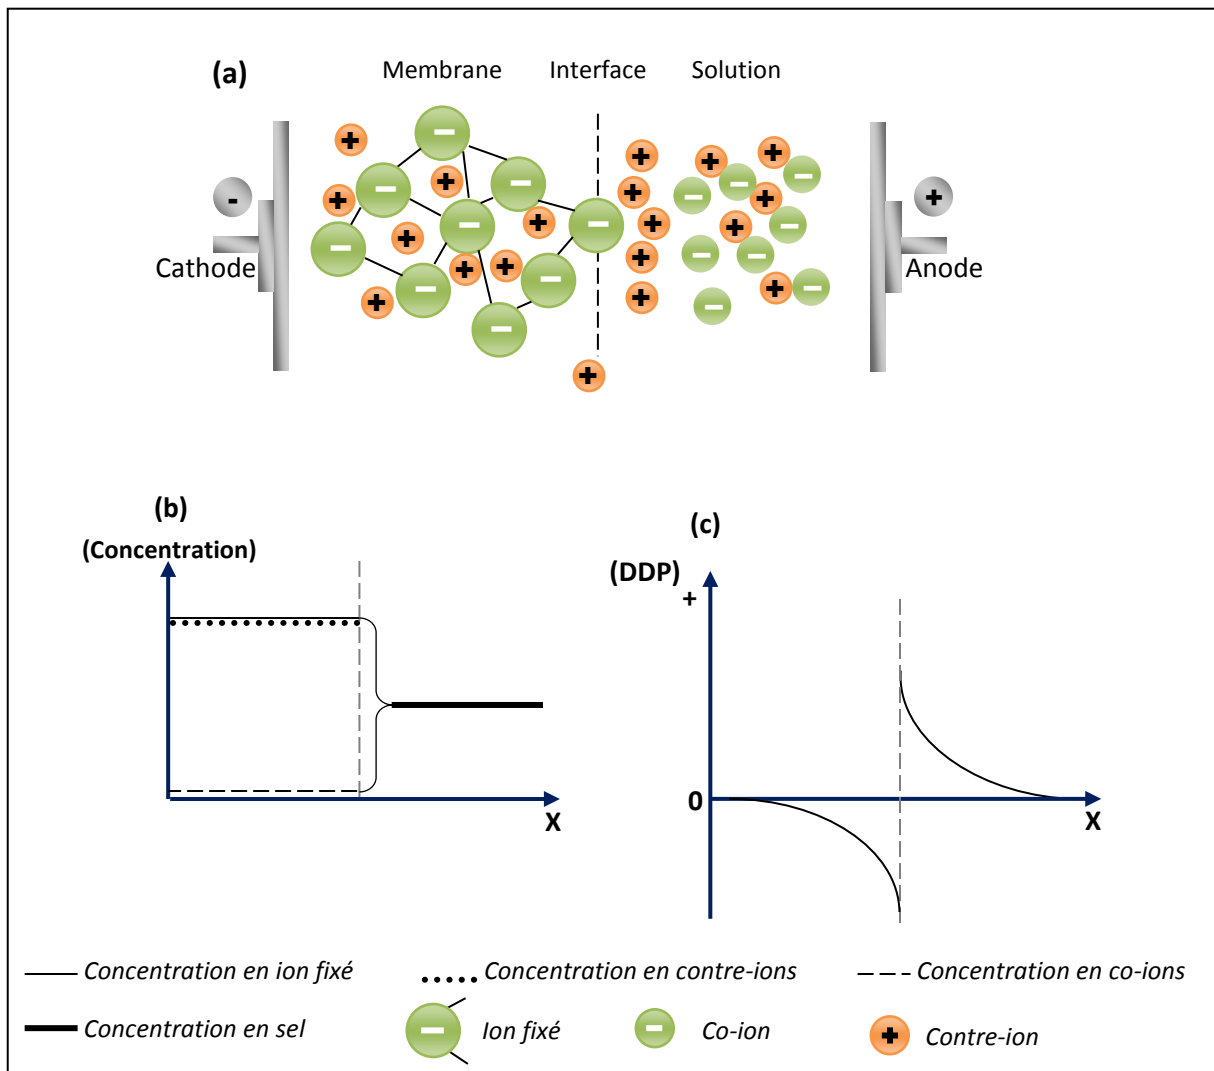 (a) Membrane Interface Solution
Cathode Anode
(b)
(Concentration)
X
(c)
(DDP)
+
0
X
Concentration en ion fixé
Concentration en contre-ions
Concentration en co-ions
Concentration en sel
Ion fixé
Co-ion
Contre-ion